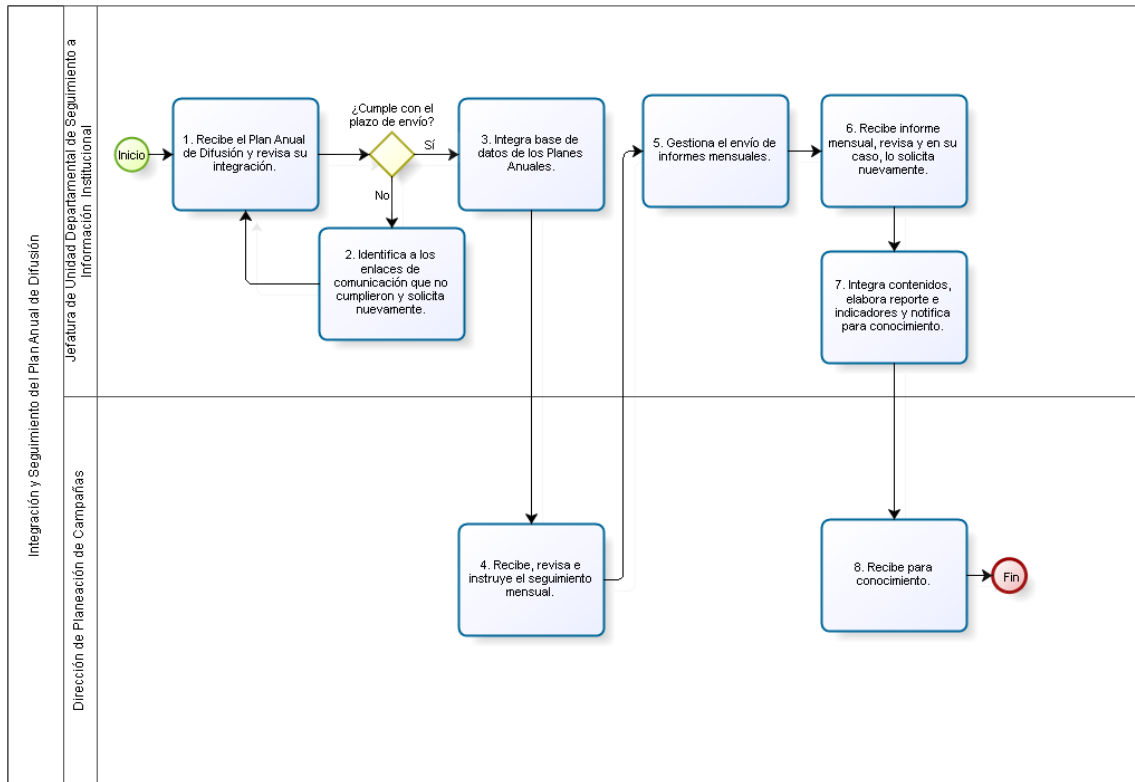 Integración y Seguimiento del Plan Anual de Difusión
Jefatura de Unidad Departamental de Seguimiento a
Información Institucional
Inicio
1. Recibe el Plan Anual
de Difusión y revisa su
integración.
¿Cumple con el
plazo de envío?
Sí
No
2. Identifica a los
enlaces de
comunicación que no
cumplieron y solicita
nuevamente.
3. Integra base de
datos de los Planes
Anuales.
5. Gestiona el envío de
informes mensuales.
6. Recibe informe
mensual, revisa y en su
caso, lo solicita
nuevamente.
7. Integra contenidos,
elabora reporte e
indicadores y notifica
para conocimiento.
Dirección de Planeación de Campañas
4. Recibe, revisa e
instruye el seguimiento
mensual.
8. Recibe para
conocimiento.
Fin